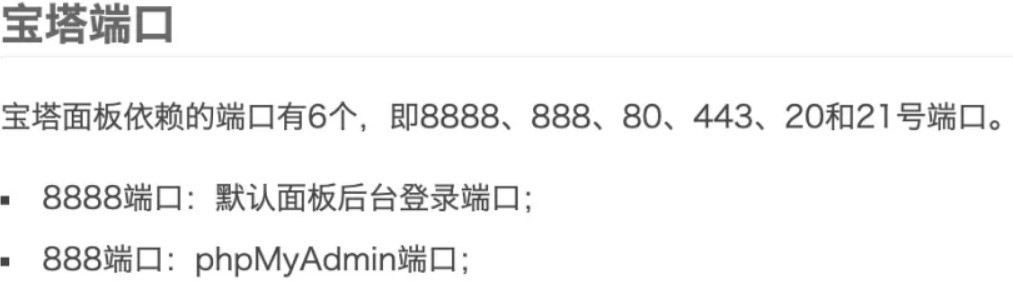 宝塔端口
宝塔面板依赖的端口有6个，即8888、888、80、443、20和21号端口。
▪ 8888端口：默认面板后台登录端口；
▪ 888端口：phpMyAdmin端口；